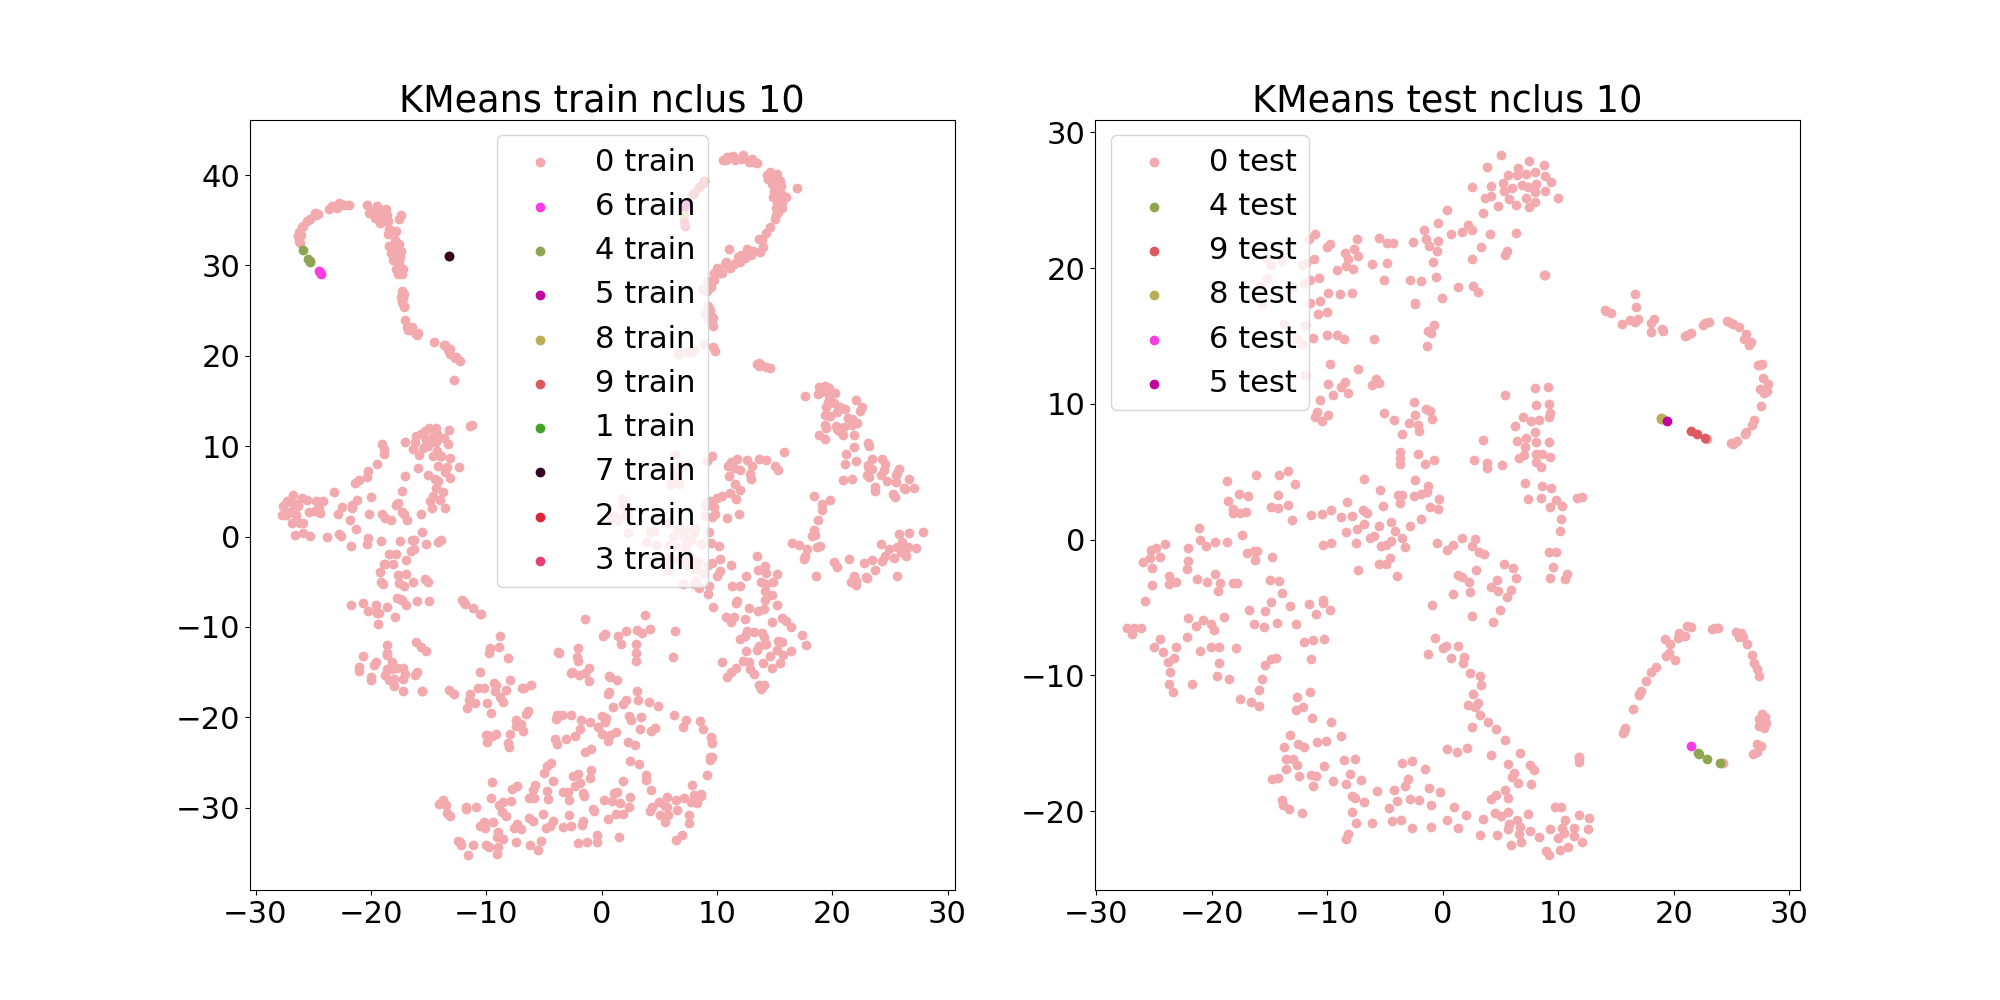 KMeans train nclus 10
0 train
6 train
4 train
5 train
8 train
9 train
1 train
7 train
2 train
3 train
40
30
20
10
0
−10
−20
−30
−30
−20
−10
0
10
20
30
KMeans test nclus 10
0 test
4 test
9 test
8 test
6 test
5 test
30
20
10
0
−10
−20
−30
−20
−10
0
10
20
30